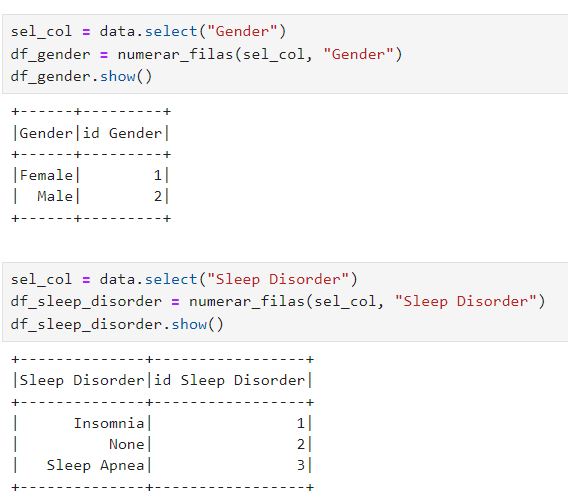 sel_col = data.select("Gender")
df_gender = numerar_filas(sel_col, "Gender")
df_gender.show()
+------+---------+
|Gender|id Gender|
+------+---------+
|Female|        1|
|  Male|        2|
+------+---------+
sel_col = data.select("Sleep Disorder")
df_sleep_disorder = numerar_filas(sel_col, "Sleep Disorder")
df_sleep_disorder.show()
+--------------+-----------------+
|Sleep Disorder|id Sleep Disorder|
+--------------+-----------------+
|      Insomnia|                1|
|          None|                2|
|   Sleep Apnea|                3|
+--------------+-----------------+